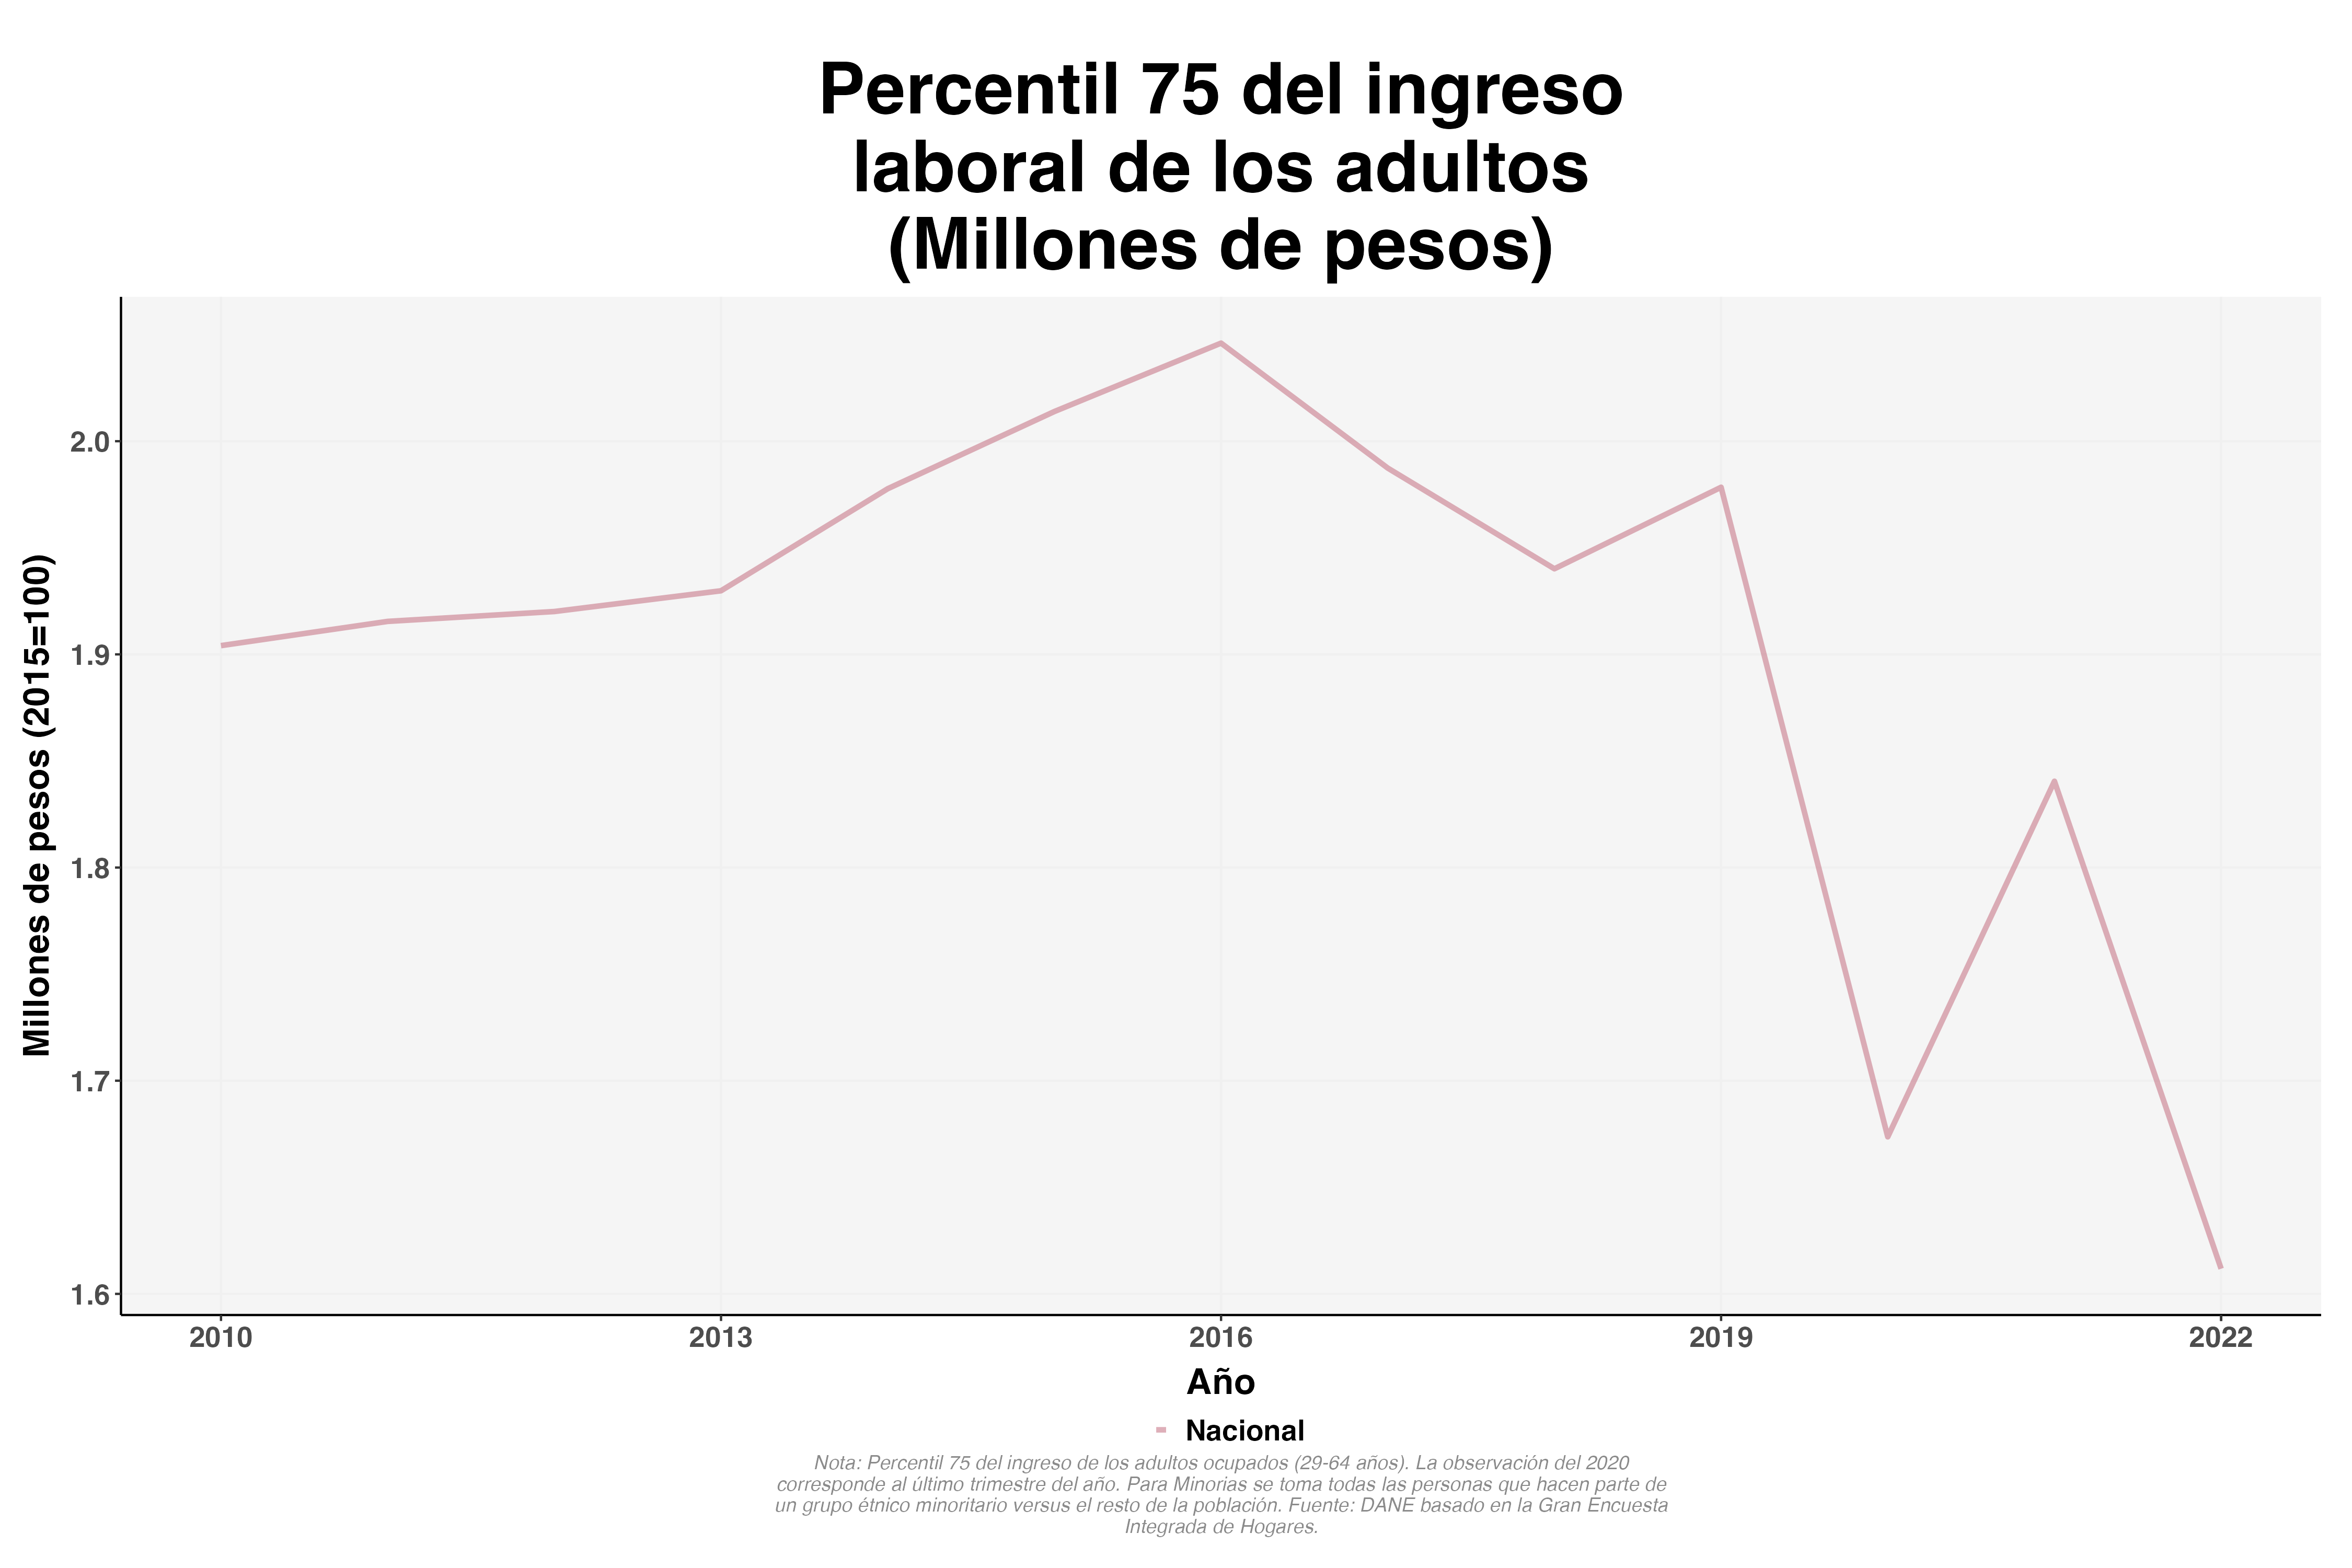 Percentil 75 del ingreso
laboral de los adultos
(Millones de pesos)
Millones de pesos (2015=100)
2.0
1.9
1.8
1.7
1.6
2010
2013
2016
2019
2022
Año
Nacional
Nota: Percentil 75 del ingreso de los adultos ocupados (29-64 años). La observación del 2020
corresponde al último trimestre del año. Para Minorias se toma todas las personas que hacen parte de
un grupo étnico minoritario versus el resto de la población. Fuente: DANE basado en la Gran Encuesta
Integrada de Hogares.